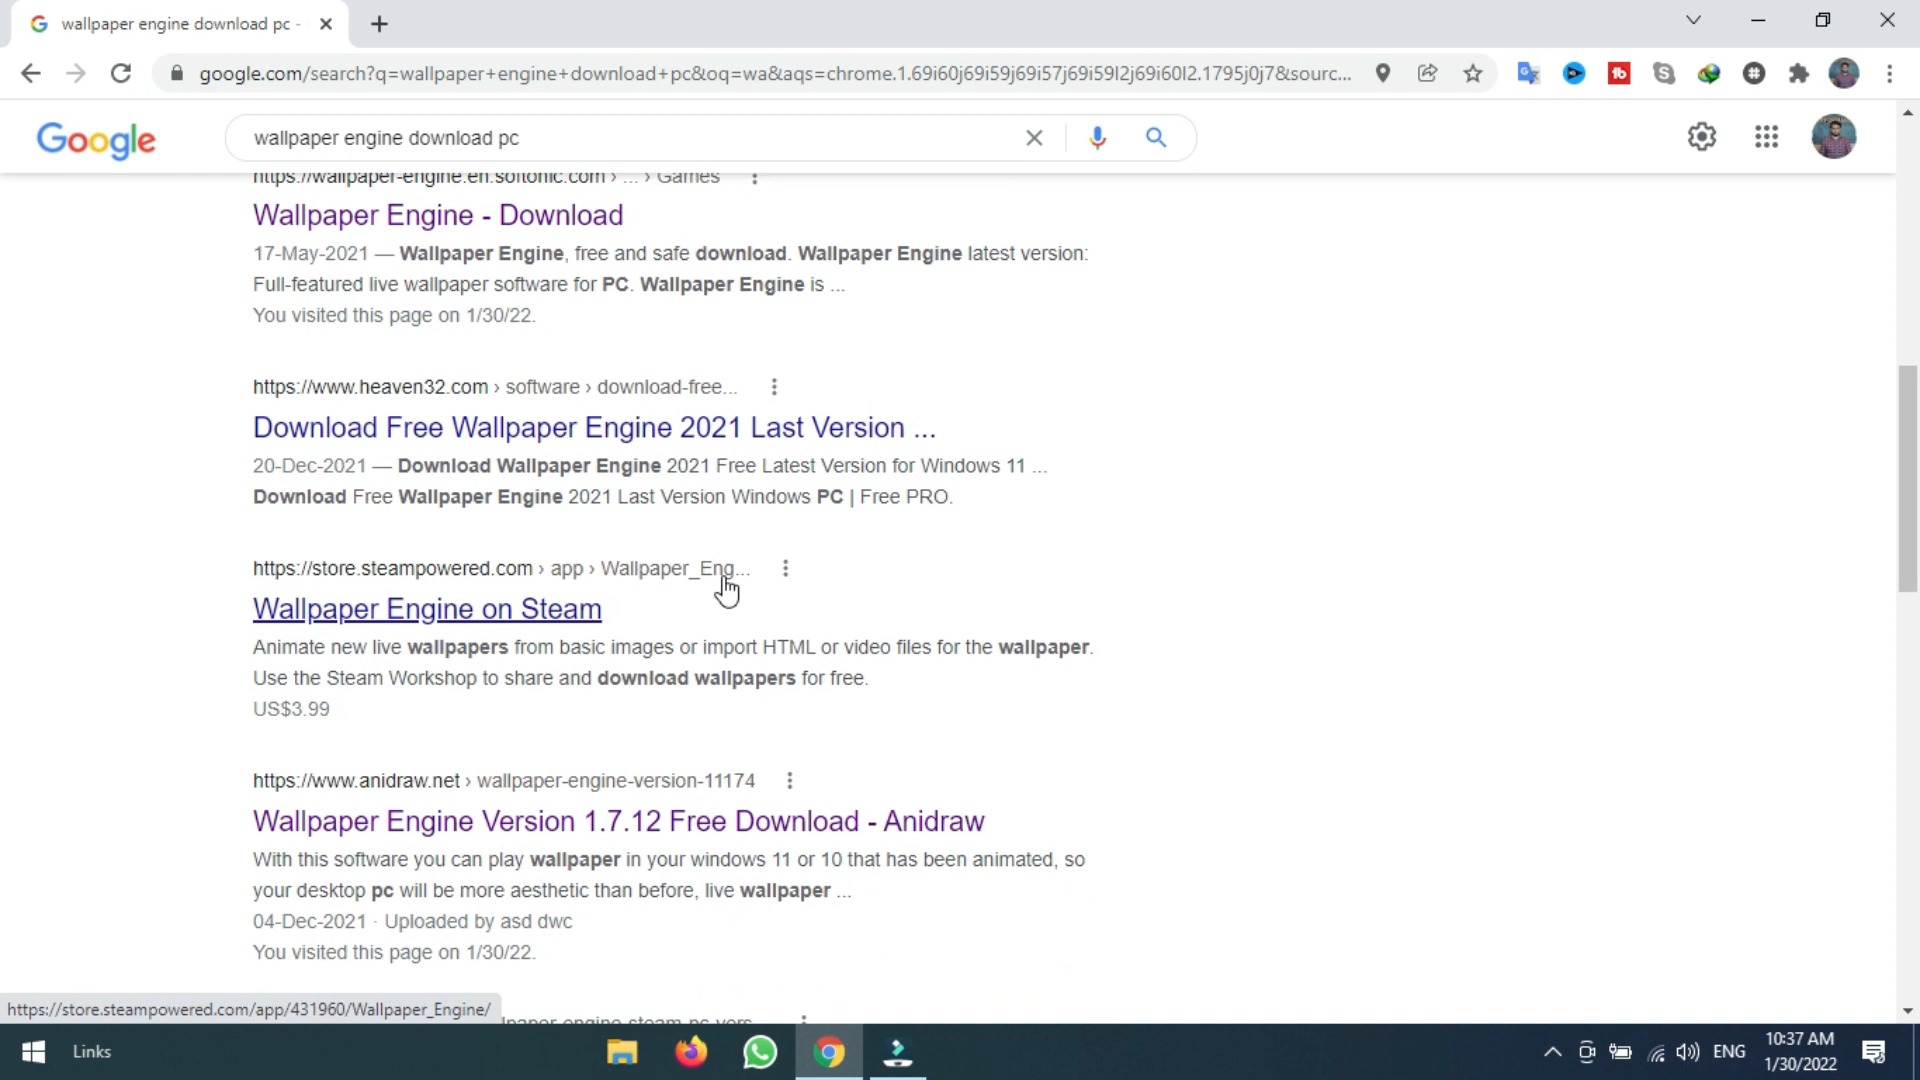 wallpaper engine download pc -
google.com/search?q=wallpaper+engine+download+pc&oq=wa&aqs=chrome.1.69i60j69i59j69i57j69i59l2j69i60l2.1795j0j7&sourc...
Google
wallpaper engine download pc
https://wallpaper-engine.en.softonic.com › ... › Games
Wallpaper Engine - Download
17-May-2021 — Wallpaper Engine, free and safe download. Wallpaper Engine latest version:
Full-featured live wallpaper software for PC. Wallpaper Engine is ...
You visited this page on 1/30/22.
https://www.heaven32.com › software › download-free...
Download Free Wallpaper Engine 2021 Last Version ...
20-Dec-2021 — Download Wallpaper Engine 2021 Free Latest Version for Windows 11 ...
Download Free Wallpaper Engine 2021 Last Version Windows PC | Free PRO.
https://store.steampowered.com › app › Wallpaper_Eng...
Wallpaper Engine on Steam
Animate new live wallpapers from basic images or import HTML or video files for the wallpaper.
Use the Steam Workshop to share and download wallpapers for free.
US$3.99
https://www.anidraw.net › wallpaper-engine-version-11174
Wallpaper Engine Version 1.7.12 Free Download - Anidraw
With this software you can play wallpaper in your windows 11 or 10 that has been animated, so
your desktop pc will be more aesthetic than before, live wallpaper ...
04-Dec-2021 · Uploaded by asd dwc
You visited this page on 1/30/22.
https://store.steampowered.com/app/431960/Wallpaper_Engine/
Links
ENG
10:37 AM
1/30/2022